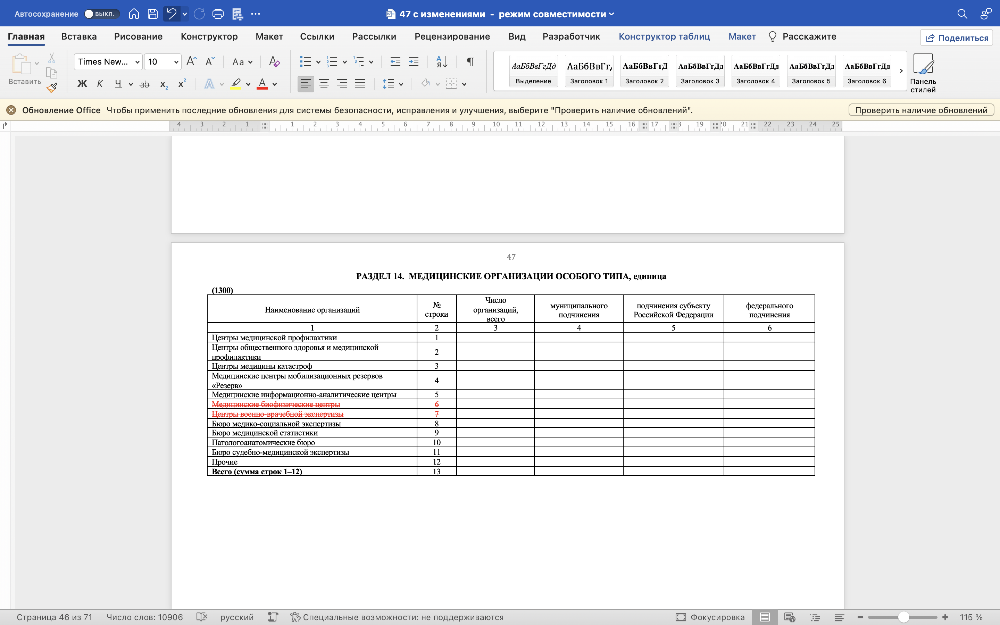 Автосохранение ВЫКЛ. 47 с изменениями - режим совместимости
Главная Вставка Рисование Конструктор Макет Ссылки Рассылки Рецензирование Вид Разработчик Конструктор таблиц Макет Расскажите Поделиться
Вставить Times New... 10 Aa
Ж К Ч ab x₂ x² A A
АаБбВвГгДд АаБбВвГг АаБбВвГгД АаБбВвГгДд АаБбВвГгДд АаБбВвГгДд АаБбВвГгДд
Выделение Заголовок 1 Заголовок 2 Заголовок 3 Заголовок 4 Заголовок 5 Заголовок 6
Панель
стилей
Обновление Office Чтобы применить последние обновления для системы безопасности, исправления и улучшения, выберите "Проверить наличие обновлений". Проверить наличие обновлений
4 3 2 1 1 2 3 4 5 6 7 8 9 10 11 12 13 14 15 16 17 19 20 21 22 23 24 25
47
РАЗДЕЛ 14. МЕДИЦИНСКИЕ ОРГАНИЗАЦИИ ОСОБОГО ТИПА, единица
(1300)
Наименование организаций
№
строки
Число
организаций,
всего
муниципального
подчинения
подчинения субъекту
Российской Федерации
федерального
подчинения
1 2 3 4 5 6
Центры медицинской профилактики 1
Центры общественного здоровья и медицинской
профилактики 2
Центры медицины катастроф 3
Медицинские центры мобилизационных резервов
«Резерв» 4
Медицинские информационно-аналитические центры 5
Медицинские биофизические центры 6
Центры военно-врачебной экспертизы 7
Бюро медико-социальной экспертизы 8
Бюро медицинской статистики 9
Патологоанатомические бюро 10
Бюро судебно-медицинской экспертизы 11
Прочие 12
Всего (сумма строк 1–12) 13
Страница 46 из 71 Число слов: 10906 русский Специальные возможности: не поддерживаются Фокусировка 115 %